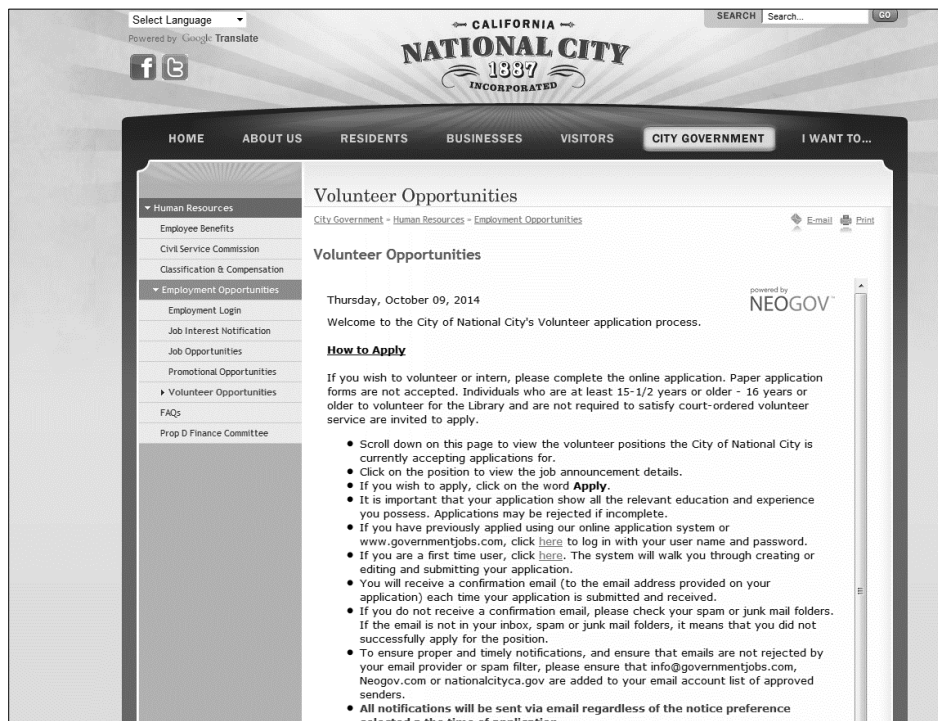 Select Language
Powered by Google Translate
CALIFORNIA
NATIONAL CITY
1887
INCORPORATED
SEARCH Search... GO
HOME ABOUT US RESIDENTS BUSINESSES VISITORS CITY GOVERNMENT I WANT TO...
Human Resources
Employee Benefits
Civil Service Commission
Classification & Compensation
Employment Opportunities
Employment Login
Job Interest Notification
Job Opportunities
Promotional Opportunities
Volunteer Opportunities
FAQs
Prop D Finance Committee
Volunteer Opportunities
City Government » Human Resources » Employment Opportunities
E-mail Print
Volunteer Opportunities
powered by
NEOGOV™
Thursday, October 09, 2014
Welcome to the City of National City's Volunteer application process.
How to Apply
If you wish to volunteer or intern, please complete the online application. Paper application
forms are not accepted. Individuals who are at least 15-1/2 years or older - 16 years or
older to volunteer for the Library and are not required to satisfy court-ordered volunteer
service are invited to apply.
● Scroll down on this page to view the volunteer positions the City of National City is
currently accepting applications for.
● Click on the position to view the job announcement details.
● If you wish to apply, click on the word Apply.
● It is important that your application show all the relevant education and experience
you possess. Applications may be rejected if incomplete.
● If you have previously applied using our online application system or
www.governmentjobs.com, click here to log in with your user name and password.
● If you are a first time user, click here. The system will walk you through creating or
editing and submitting your application.
● You will receive a confirmation email (to the email address provided on your
application) each time your application is submitted and received.
● If you do not receive a confirmation email, please check your spam or junk mail folders.
If the email is not in your inbox, spam or junk mail folders, it means that you did not
successfully apply for the position.
● To ensure proper and timely notifications, and ensure that emails are not rejected by
your email provider or spam filter, please ensure that info@governmentjobs.com,
Neogov.com or nationalcityca.gov are added to your email account list of approved
senders.
● All notifications will be sent via email regardless of the notice preference